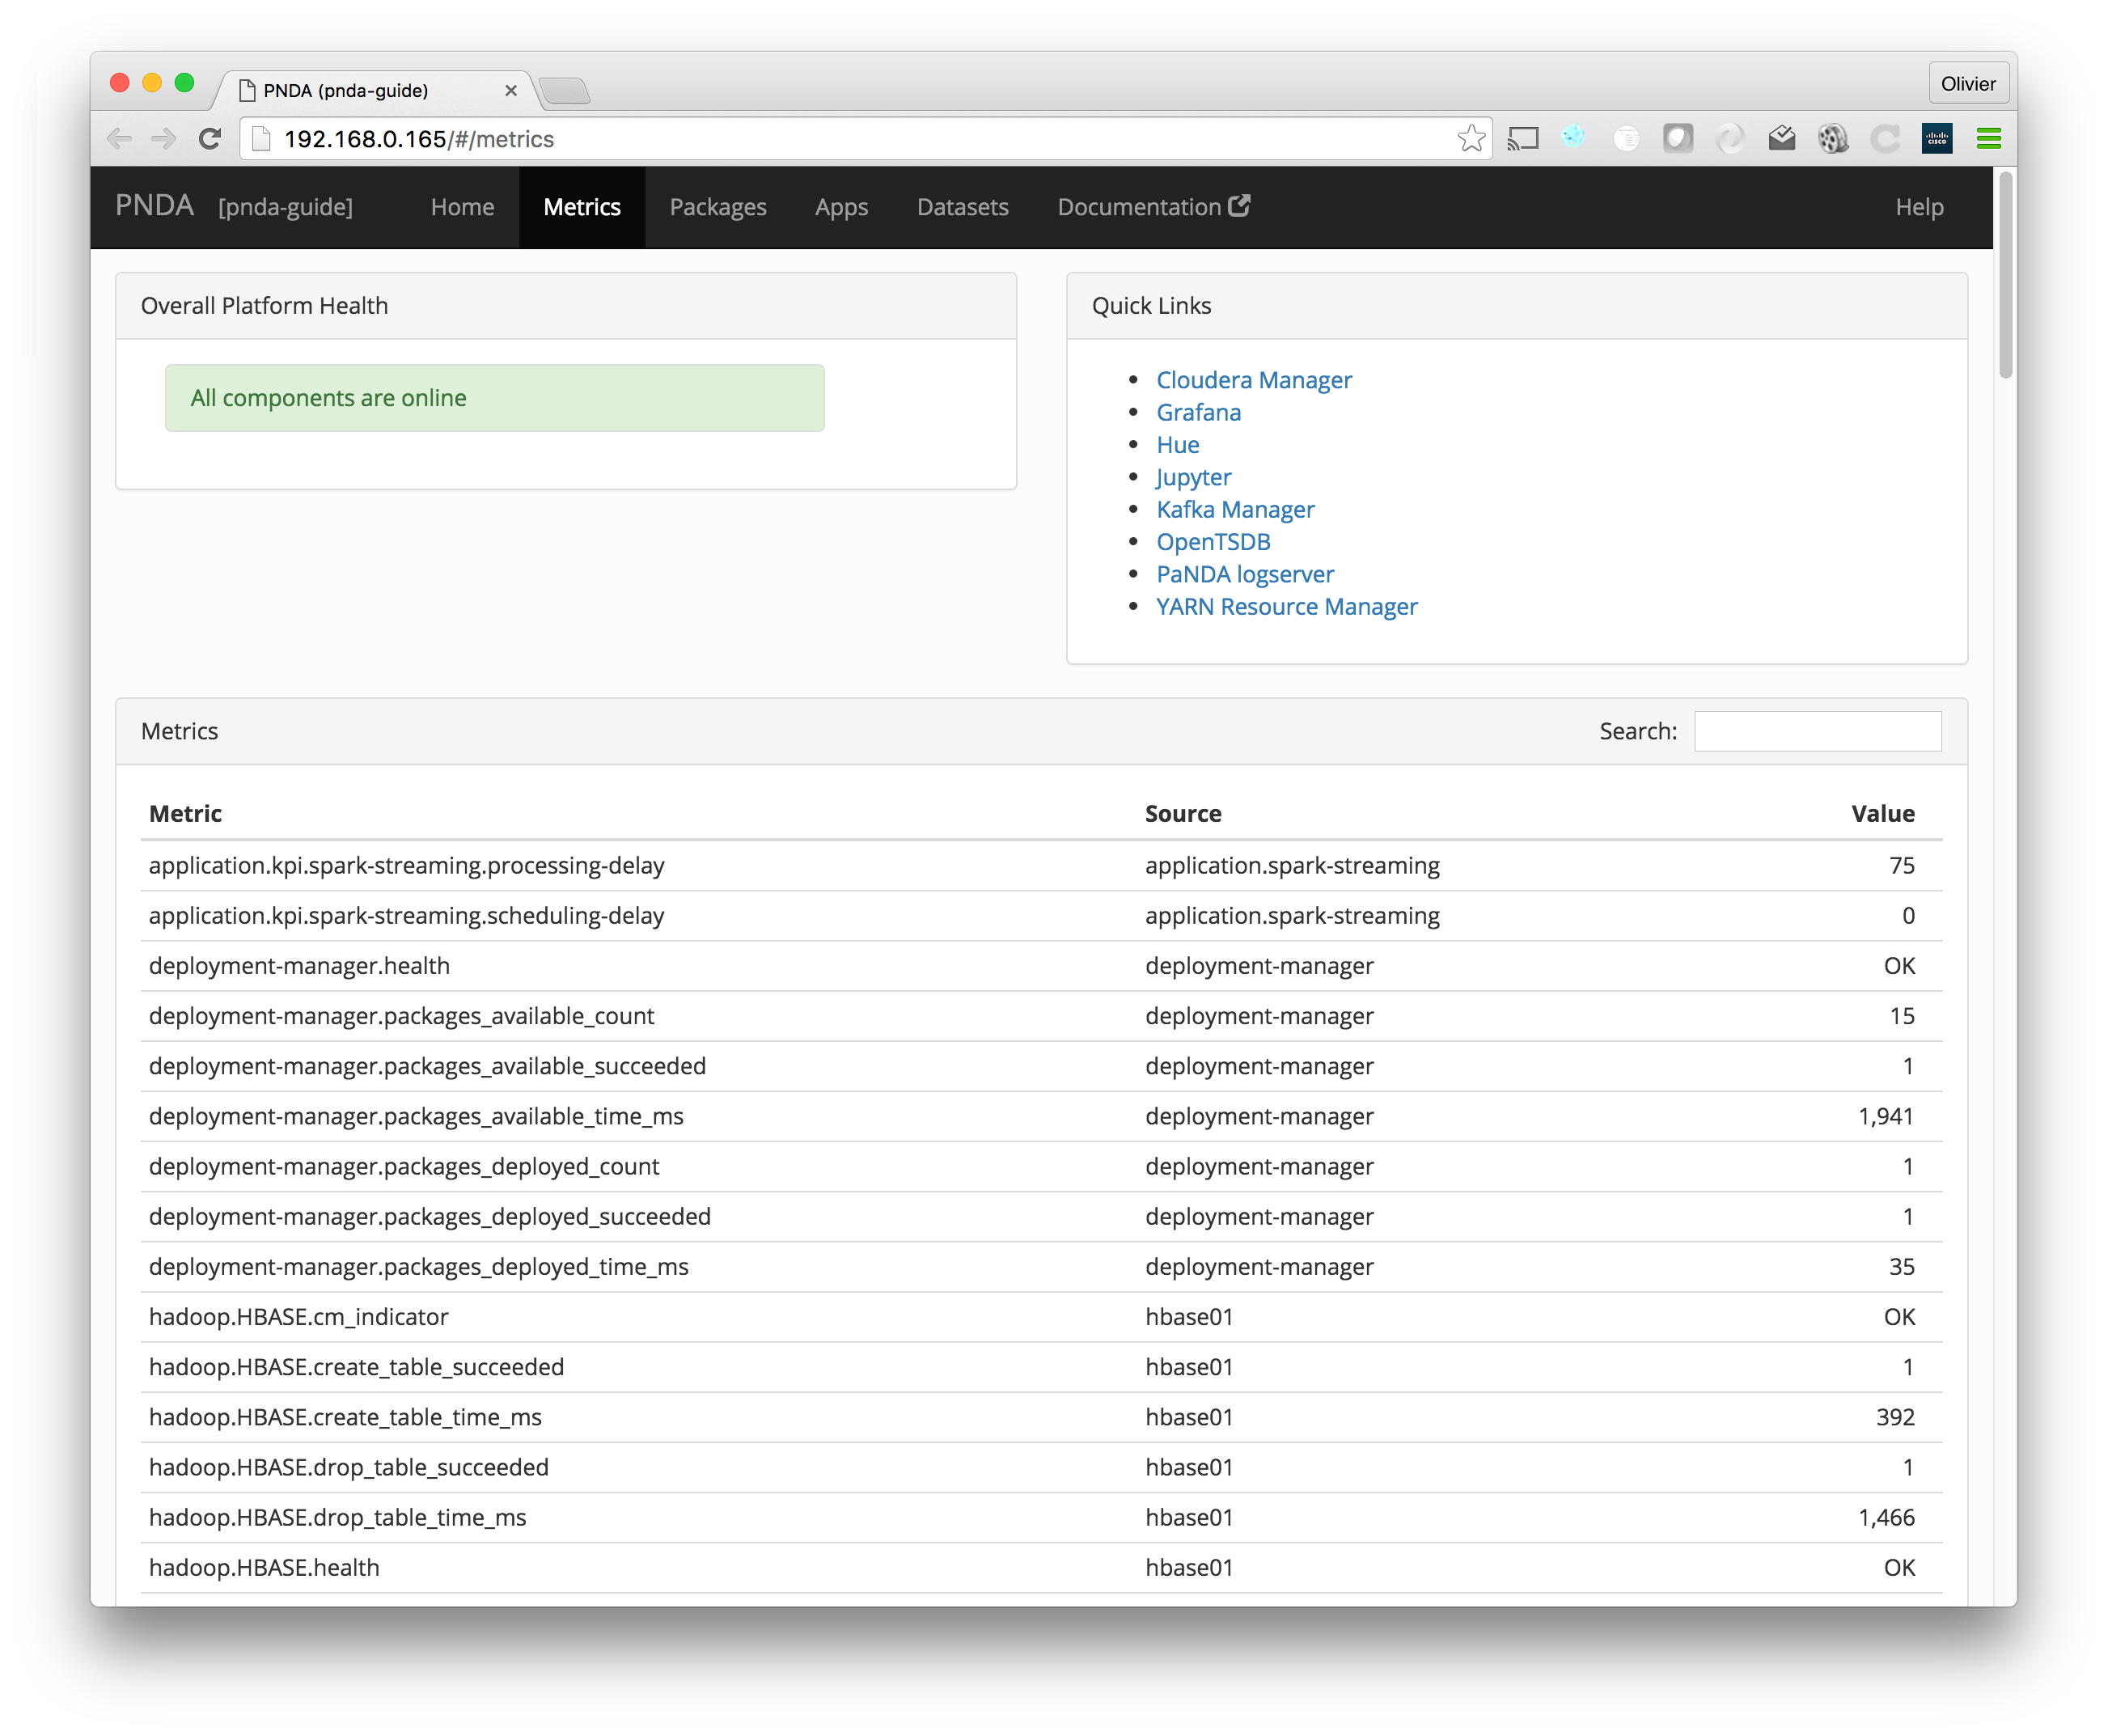 PNDA (pnda-guide)
Olivier
192.168.0.165/#/metrics
cisco
PNDA [pnda-guide] Home Metrics Packages Apps Datasets Documentation Help
Overall Platform Health
All components are online
Quick Links
Cloudera Manager
Grafana
Hue
Jupyter
Kafka Manager
OpenTSDB
PaNDA logserver
YARN Resource Manager
Metrics Search:
Metric Source Value
application.kpi.spark-streaming.processing-delay application.spark-streaming 75
application.kpi.spark-streaming.scheduling-delay application.spark-streaming 0
deployment-manager.health deployment-manager OK
deployment-manager.packages_available_count deployment-manager 15
deployment-manager.packages_available_succeeded deployment-manager 1
deployment-manager.packages_available_time_ms deployment-manager 1,941
deployment-manager.packages_deployed_count deployment-manager 1
deployment-manager.packages_deployed_succeeded deployment-manager 1
deployment-manager.packages_deployed_time_ms deployment-manager 35
hadoop.HBASE.cm_indicator hbase01 OK
hadoop.HBASE.create_table_succeeded hbase01 1
hadoop.HBASE.create_table_time_ms hbase01 392
hadoop.HBASE.drop_table_succeeded hbase01 1
hadoop.HBASE.drop_table_time_ms hbase01 1,466
hadoop.HBASE.health hbase01 OK